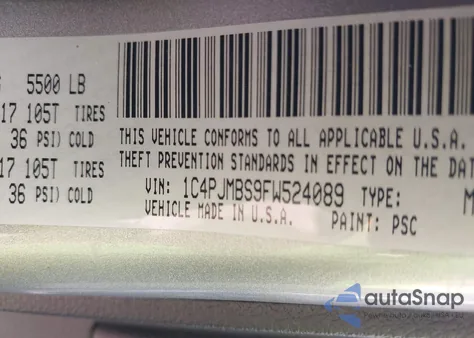 5500 LB
17 105T TIRES
36 PSI) COLD
17 105T TIRES
36 PSI) COLD
THIS VEHICLE CONFORMS TO ALL APPLICABLE U.S.A.
THEFT PREVENTION STANDARDS IN EFFECT ON THE DAT
VIN: 1C4PJMBS9FW524089 TYPE: M
VEHICLE MADE IN U.S.A. PAINT: PSC
autoSnap